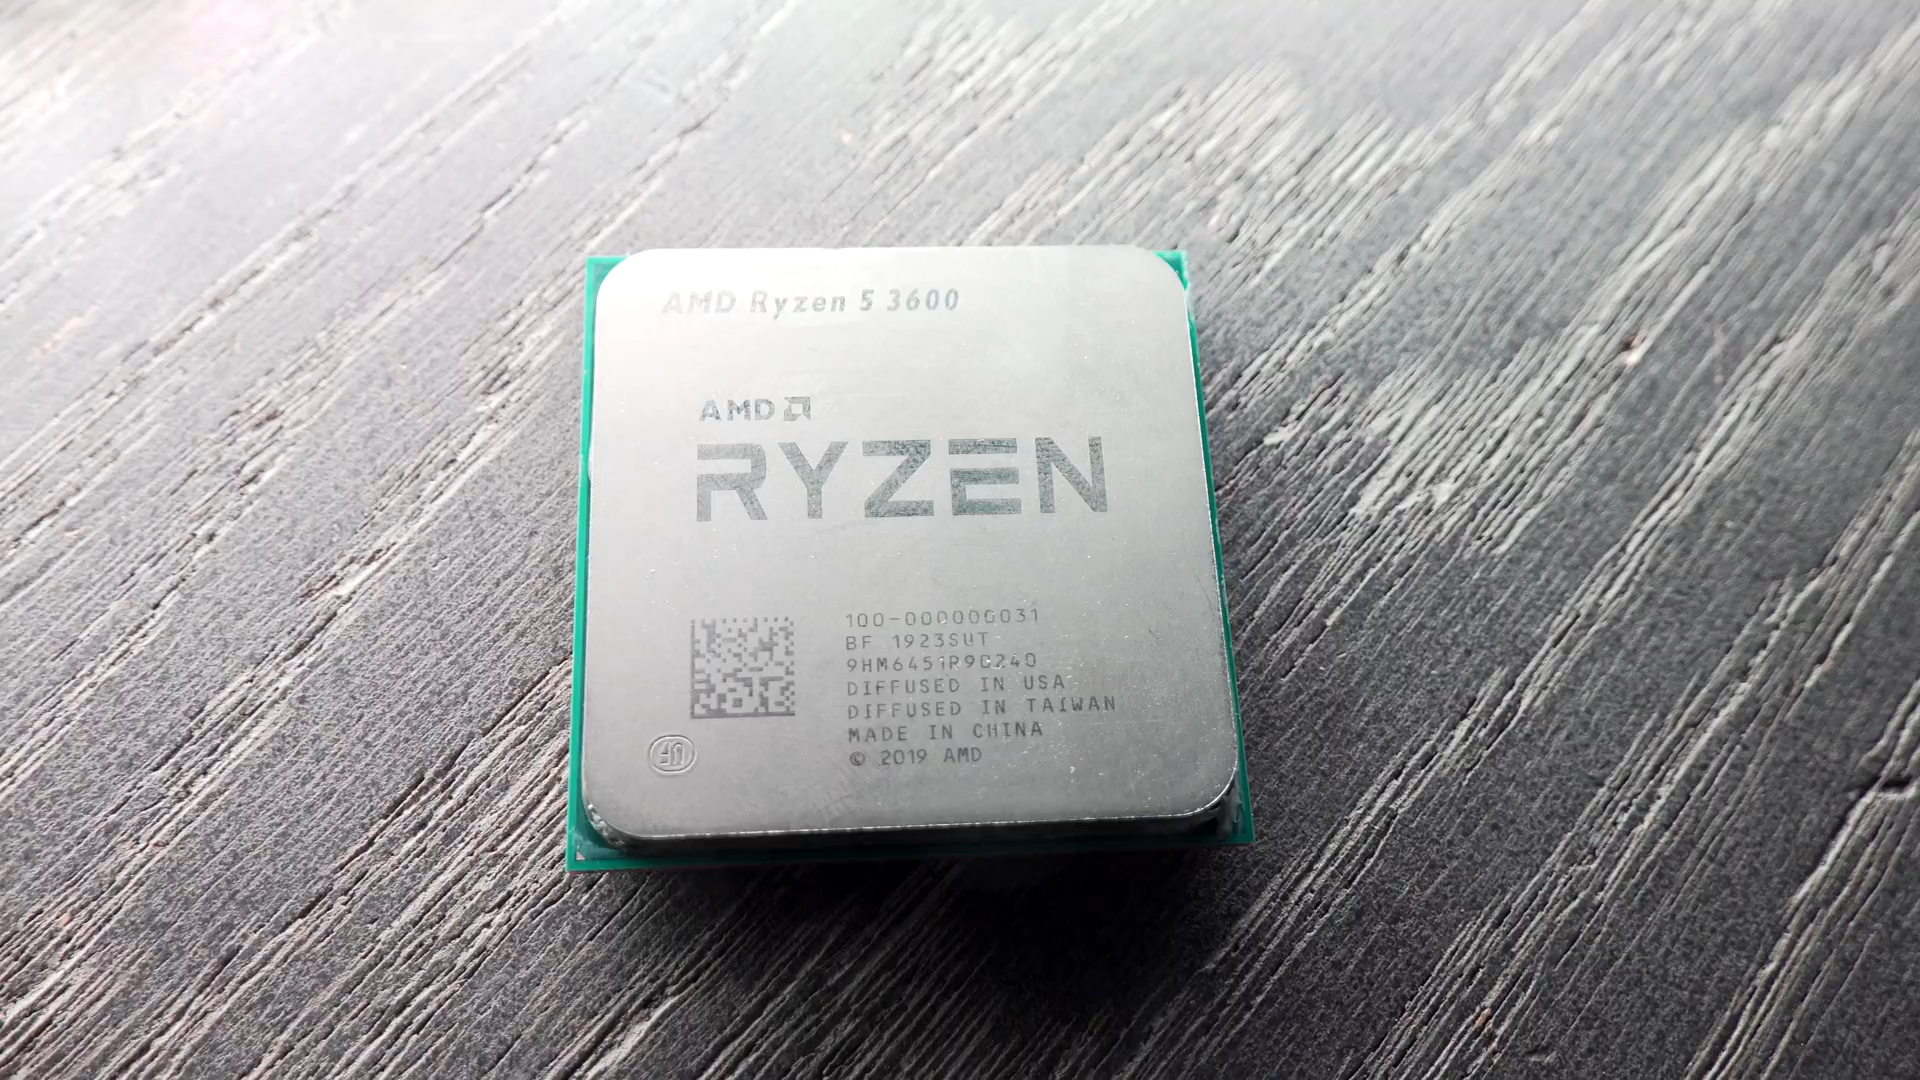 AMD Ryzen 5 3600
AMD
RYZEN
100-000000031
BF 1923SUT
9HM6451R90240
DIFFUSED IN USA
DIFFUSED IN TAIWAN
MADE IN CHINA
© 2019 AMD